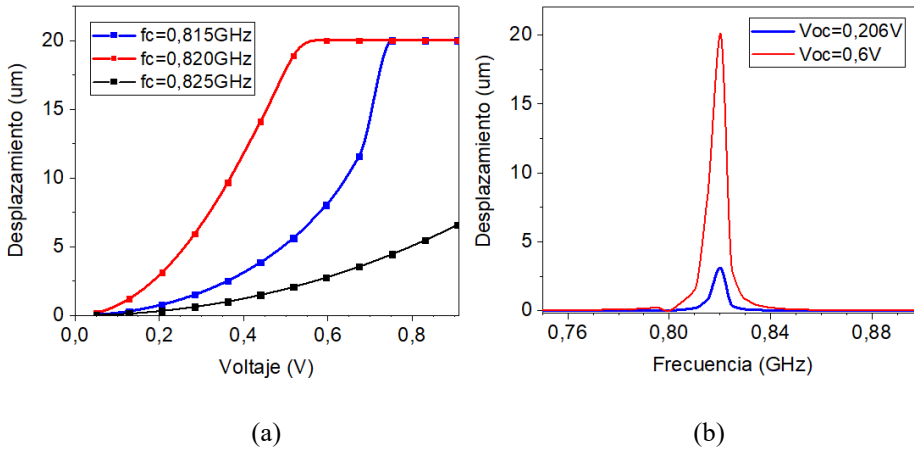 fc=0,815GHz
fc=0,820GHz
fc=0,825GHz
Desplazamiento (um)
20
15
10
5
0
0,0 0,2 0,4 0,6 0,8
Voltaje (V)
(a)
Voc=0,206V
Voc=0,6V
Desplazamiento (um)
20
15
10
5
0
0,76 0,80 0,84 0,88
Frecuencia (GHz)
(b)